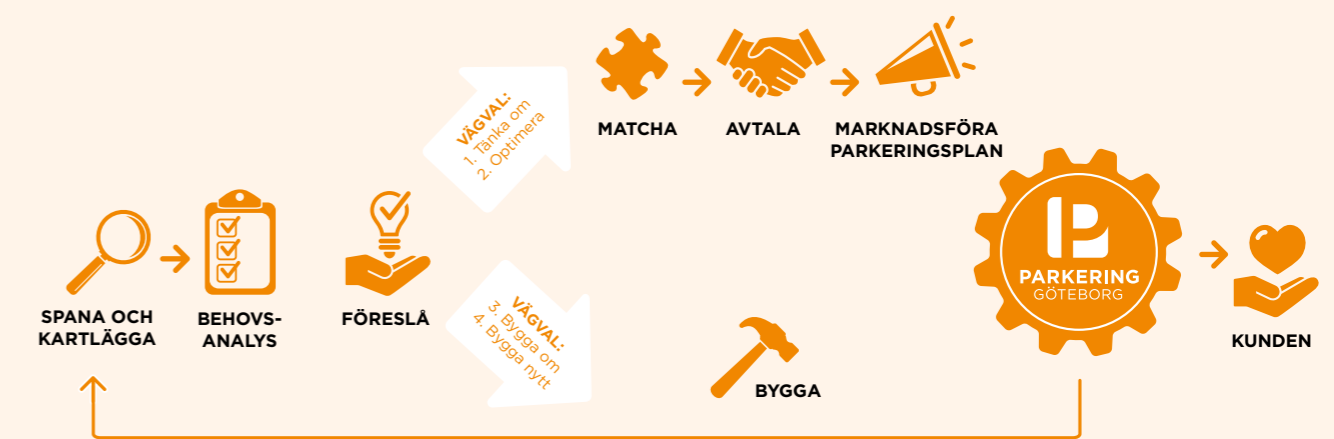 VÄGVAL:
1. Tänka om
2. Optimera
MATCHA
AVTALA
MARKNADSFÖRA
PARKERINGSPLAN
SPANA OCH
KARTLÄGGA
BEHOVS-
ANALYS
FÖRESLÅ
VÄGVAL:
3. Bygga om
4. Bygga nytt
BYGGA
P
PARKERING
GÖTEBORG
KUNDEN